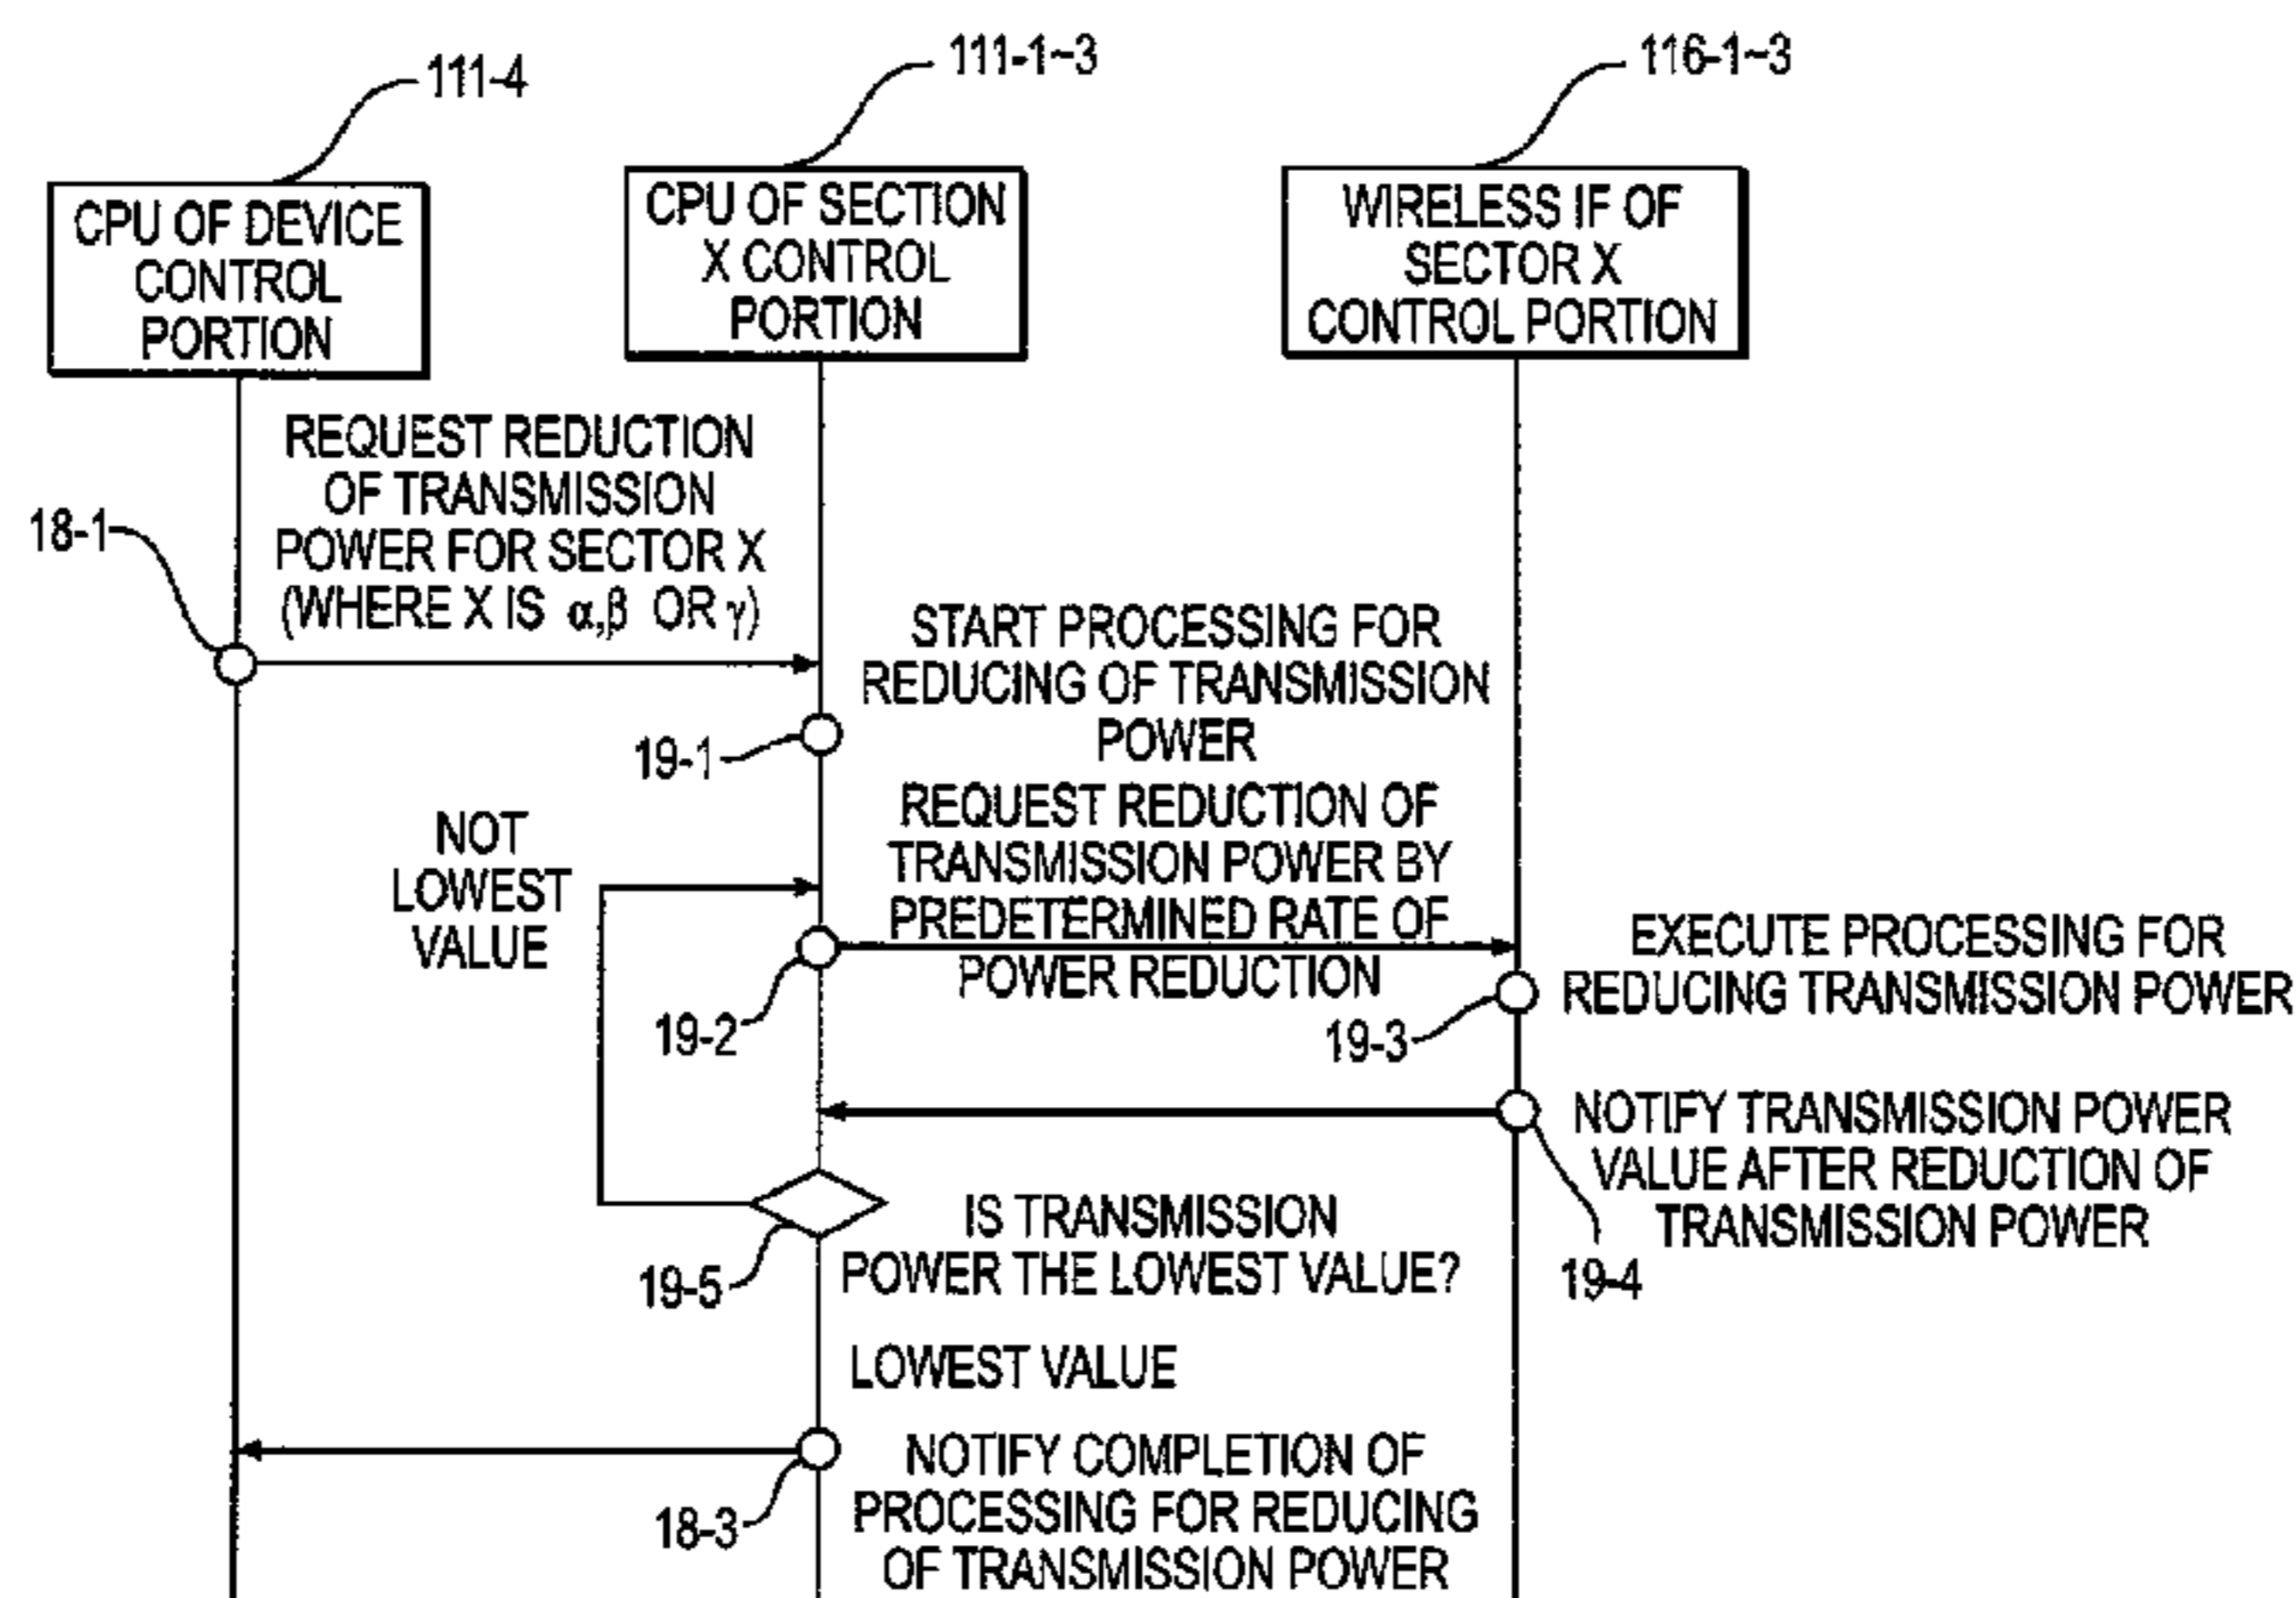 111-4
111-1~3
116-1~3
CPU OF DEVICE
CONTROL
PORTION
CPU OF SECTION
X CONTROL
PORTION
WIRELESS IF OF
SECTOR X
CONTROL PORTION
REQUEST REDUCTION
OF TRANSMISSION
POWER FOR SECTOR X
(WHERE X IS α,β OR γ)
18-1
START PROCESSING FOR
REDUCING OF TRANSMISSION
POWER
19-1
NOT
LOWEST
VALUE
REQUEST REDUCTION OF
TRANSMISSION POWER BY
PREDETERMINED RATE OF
POWER REDUCTION
19-2
EXECUTE PROCESSING FOR
REDUCING TRANSMISSION POWER
19-3
NOTIFY TRANSMISSION POWER
VALUE AFTER REDUCTION OF
TRANSMISSION POWER
19-4
IS TRANSMISSION
POWER THE LOWEST VALUE?
19-5
LOWEST VALUE
NOTIFY COMPLETION OF
PROCESSING FOR REDUCING
OF TRANSMISSION POWER
18-3